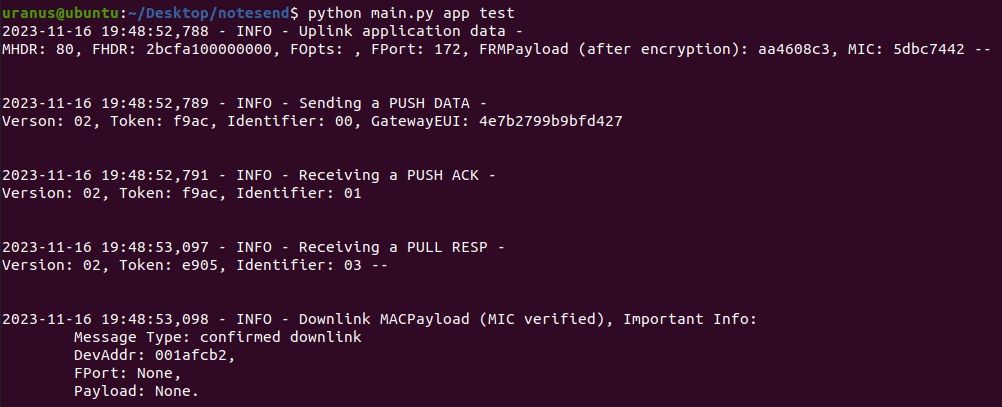 uranus@ubuntu:~/Desktop/notesend$ python main.py app test
2023-11-16 19:48:52,788 - INFO - Uplink application data -
MHDR: 80, FHDR: 2bcfa100000000, FOpts: , FPort: 172, FRMPayload (after encryption): aa4608c3, MIC: 5dbc7442 --
2023-11-16 19:48:52,789 - INFO - Sending a PUSH DATA -
Verson: 02, Token: f9ac, Identifier: 00, GatewayEUI: 4e7b2799b9bfd427
2023-11-16 19:48:52,791 - INFO - Receiving a PUSH ACK -
Version: 02, Token: f9ac, Identifier: 01
2023-11-16 19:48:53,097 - INFO - Receiving a PULL RESP -
Version: 02, Token: e905, Identifier: 03 --
2023-11-16 19:48:53,098 - INFO - Downlink MACPayload (MIC verified), Important Info:
Message Type: confirmed downlink
DevAddr: 001afcb2,
FPort: None,
Payload: None.